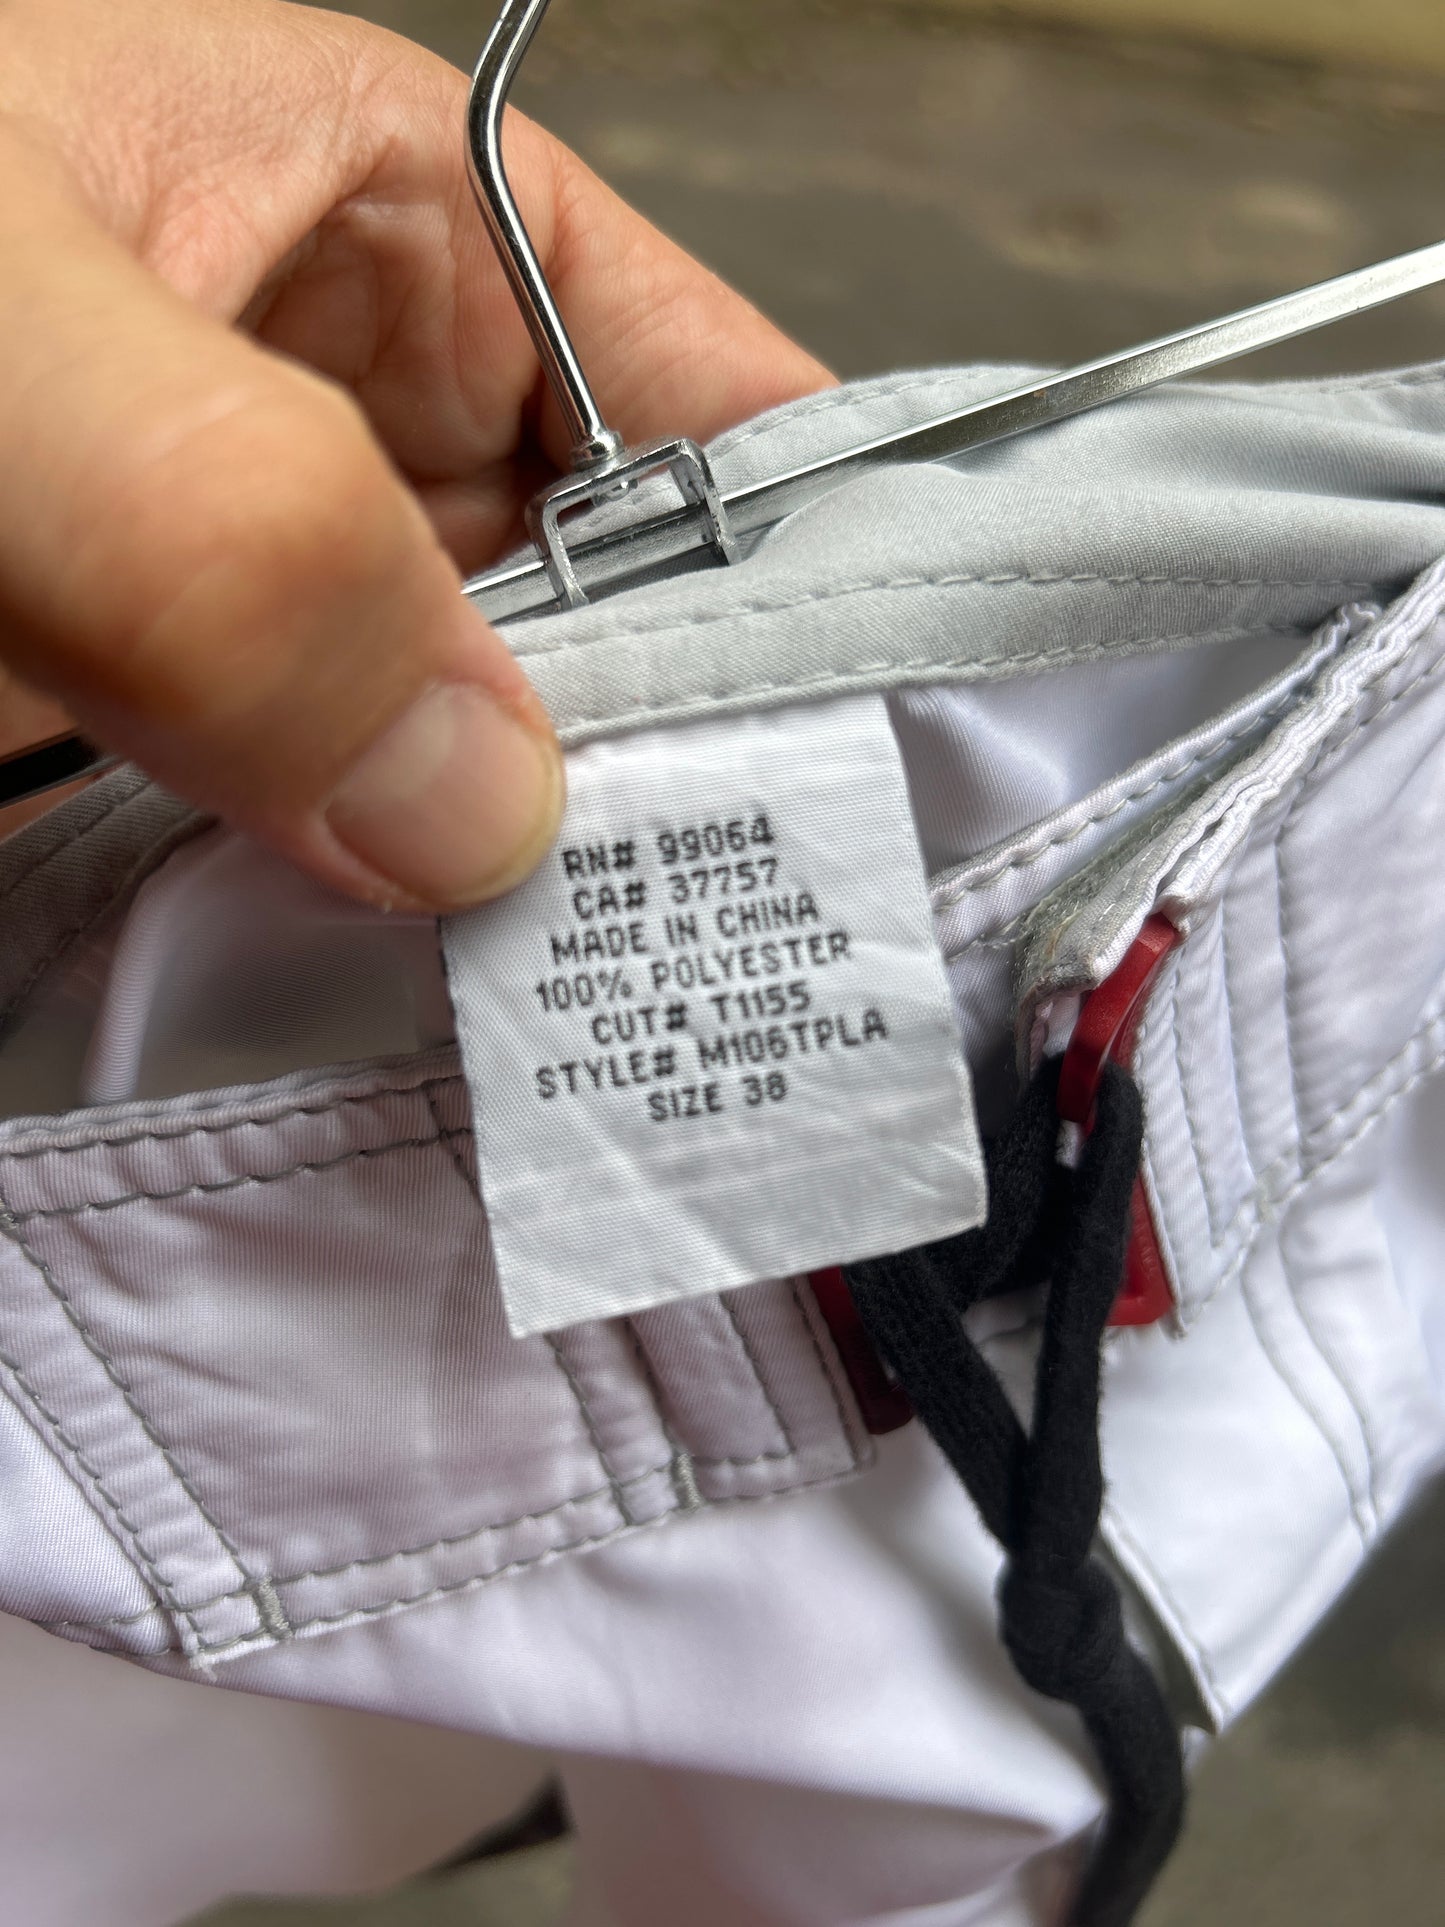 RN# 99064
CA# 37757
MADE IN CHINA
100% POLYESTER
CUT# T1155
STYLE# M106TPLA
SIZE 38